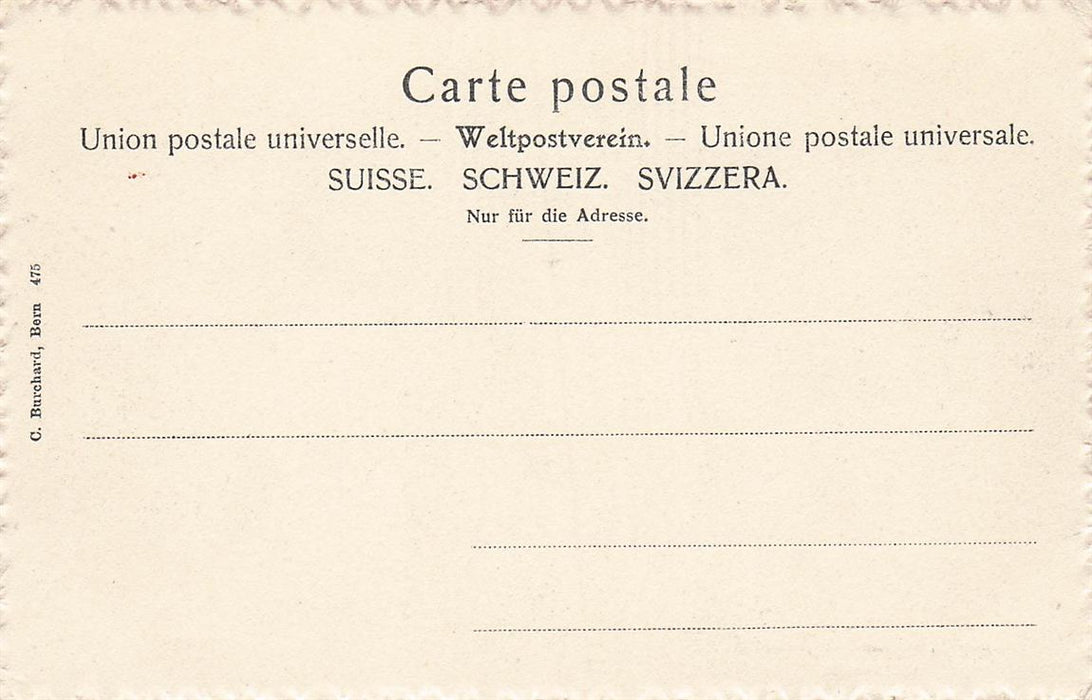 Carte postale
Union postale universelle. — Weltpostverein. — Unione postale universale.
SUISSE. SCHWEIZ. SVIZZERA.
Nur für die Adresse.
C. Burchard, Bern 475